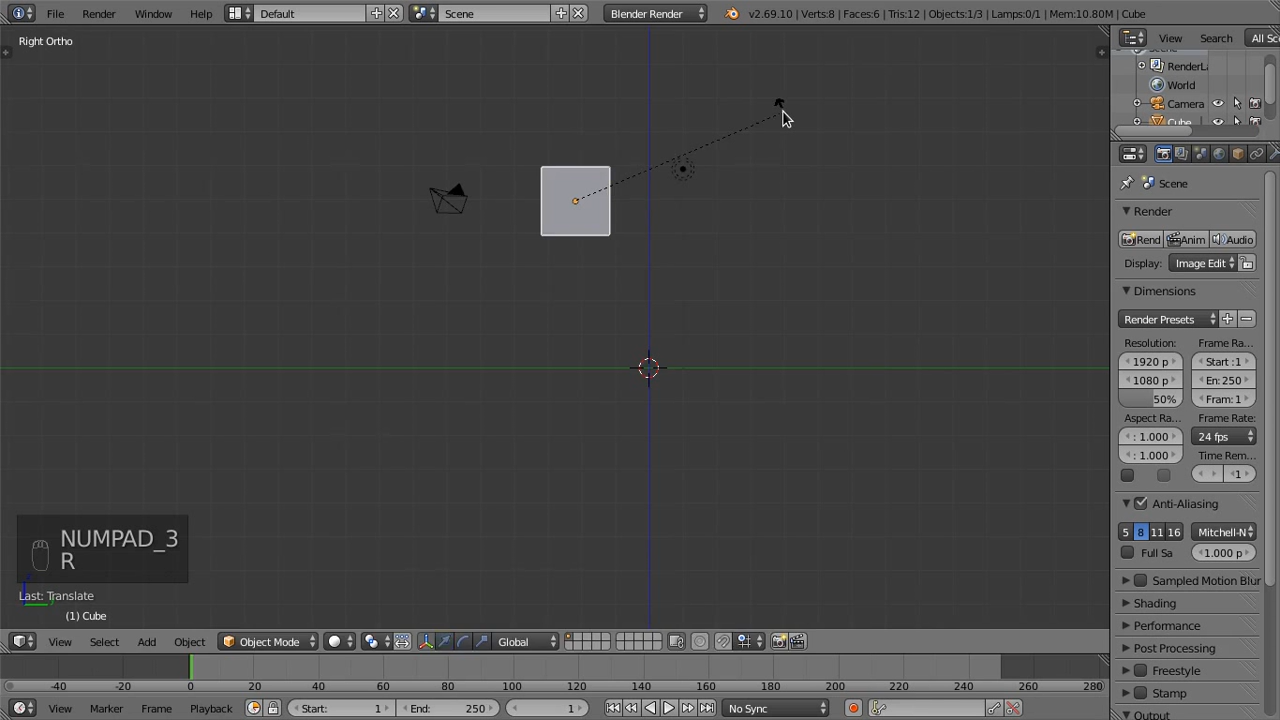 File Render Window Help Default Scene Blender Render v2.69.10 | Verts:8 | Faces:6 | Tris:12 | Objects:1/3 | Lamps:0/1 | Mem:10.80M | Cube
Right Ortho
View Search All Sc
RenderL
World
Camera
Cube
Scene
Render
Rend Anim Audio
Display: Image Edit
Dimensions
Render Presets
Resolution: Frame Ra...
1920 p Start :1
1080 p En: 250
50% Fram: 1
Aspect Ra... Frame Rate:
: 1.000 24 fps
: 1.000 Time Rem...
1
Anti-Aliasing
5 8 11 16 Mitchell-N
Full Sa 1.000 p
Sampled Motion Blur
Shading
Performance
Post Processing
Freestyle
Stamp
Output
NUMPAD_3
R
Last: Translate
(1) Cube
View Select Add Object Object Mode Global
-40 -20 0 20 40 60 80 100 120 140 160 180 200 220 240 260 280
View Marker Frame Playback Start: 1 End: 250 1 No Sync